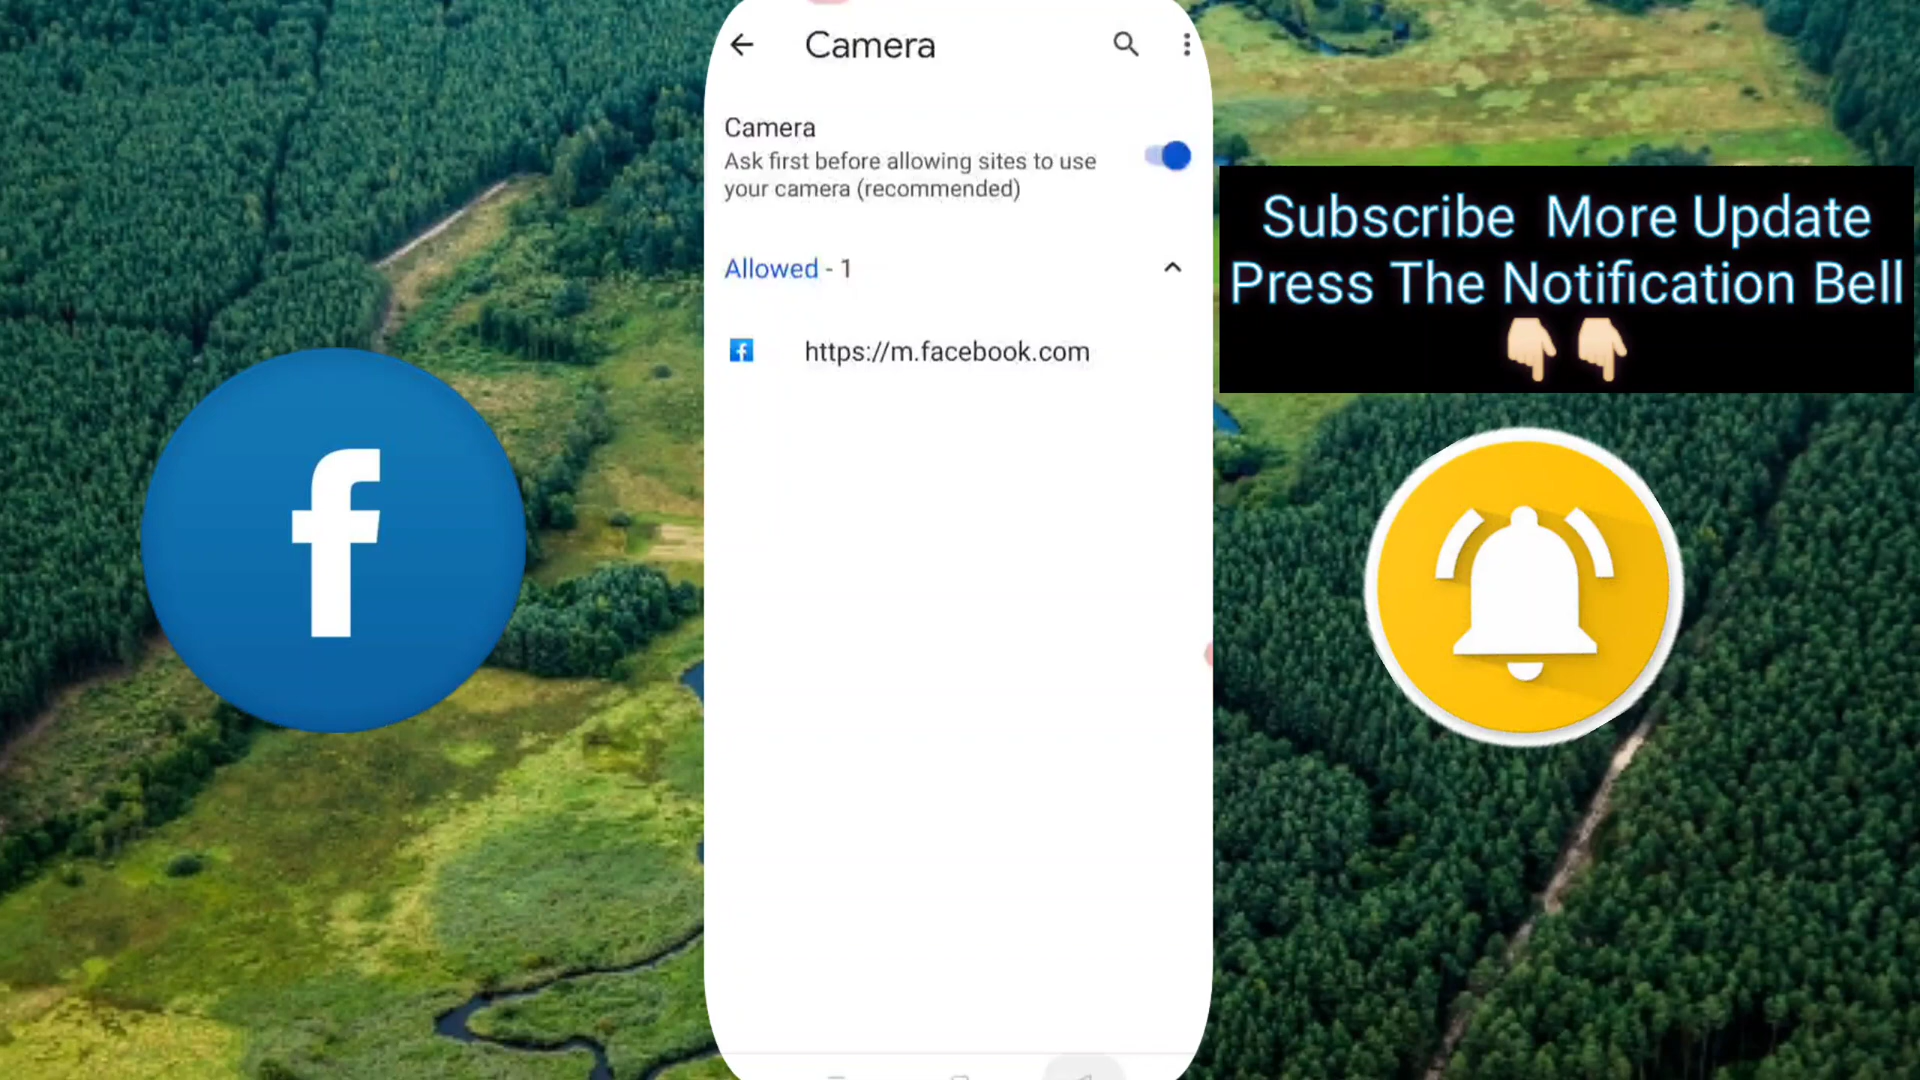 Camera
Camera
Ask first before allowing sites to use
your camera (recommended)
Allowed - 1
https://m.facebook.com
Subscribe More Update
Press The Notification Bell
👇🏻👇🏻